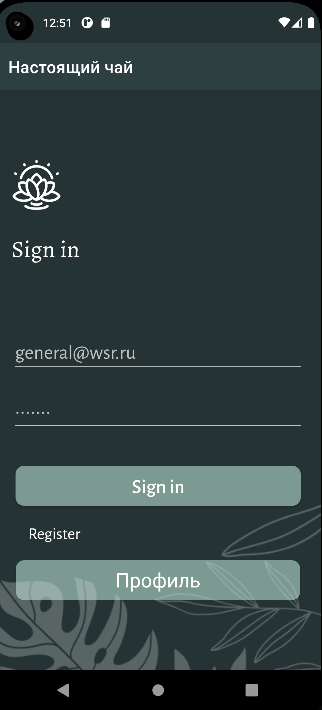 12:51
Настоящий чай
Sign in
general@wsr.ru
.......
Sign in
Register
Профиль